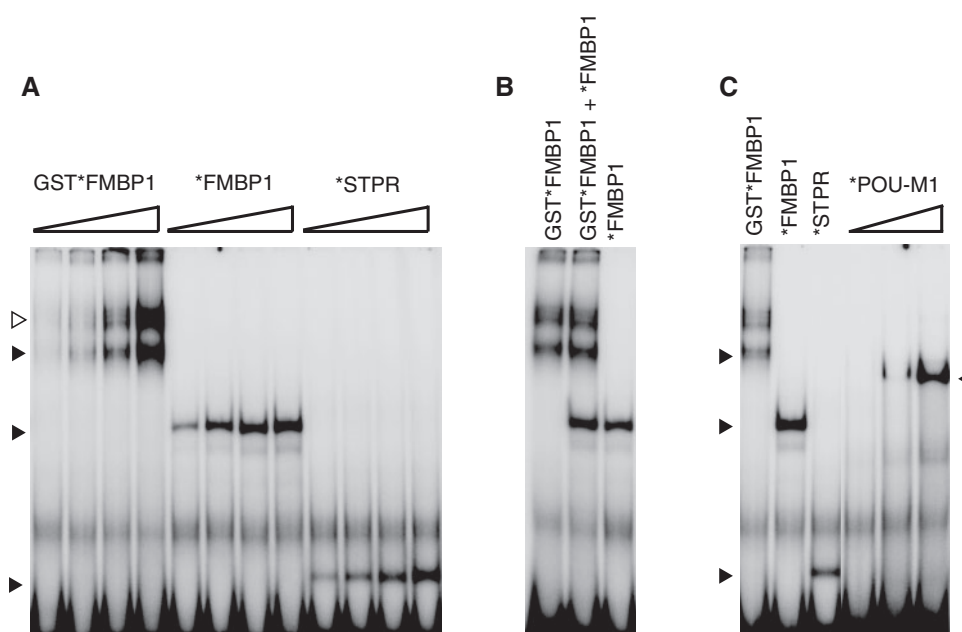 A
GST*FMBP1
*FMBP1
*STPR
B
GST*FMBP1
GST*FMBP1 + *FMBP1
*FMBP1
C
GST*FMBP1
*FMBP1
*STPR
*POU-M1